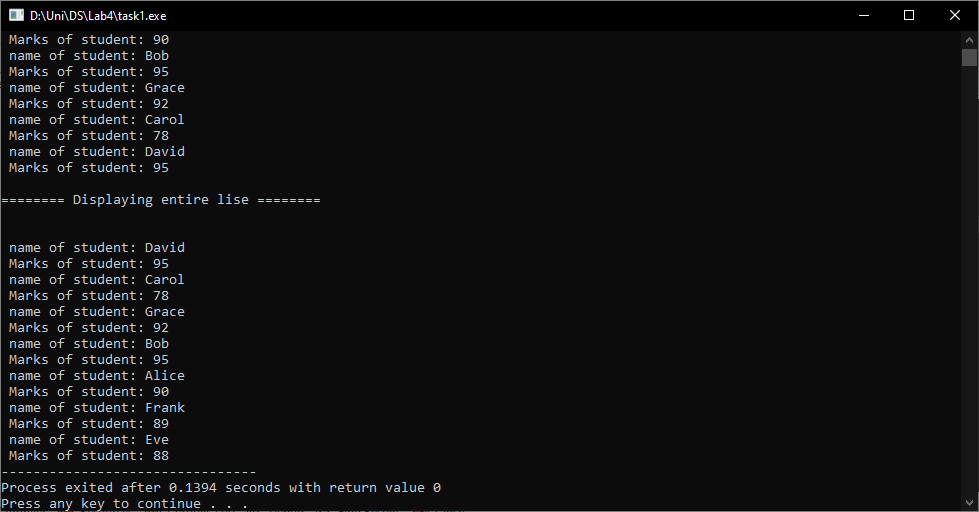 D:\Uni\DS\Lab4\task1.exe
Marks of student: 90
name of student: Bob
Marks of student: 95
name of student: Grace
Marks of student: 92
name of student: Carol
Marks of student: 78
name of student: David
Marks of student: 95
======== Displaying entire lise ========
name of student: David
Marks of student: 95
name of student: Carol
Marks of student: 78
name of student: Grace
Marks of student: 92
name of student: Bob
Marks of student: 95
name of student: Alice
Marks of student: 90
name of student: Frank
Marks of student: 89
name of student: Eve
Marks of student: 88
--------------------------------
Process exited after 0.1394 seconds with return value 0
Press any key to continue . . .